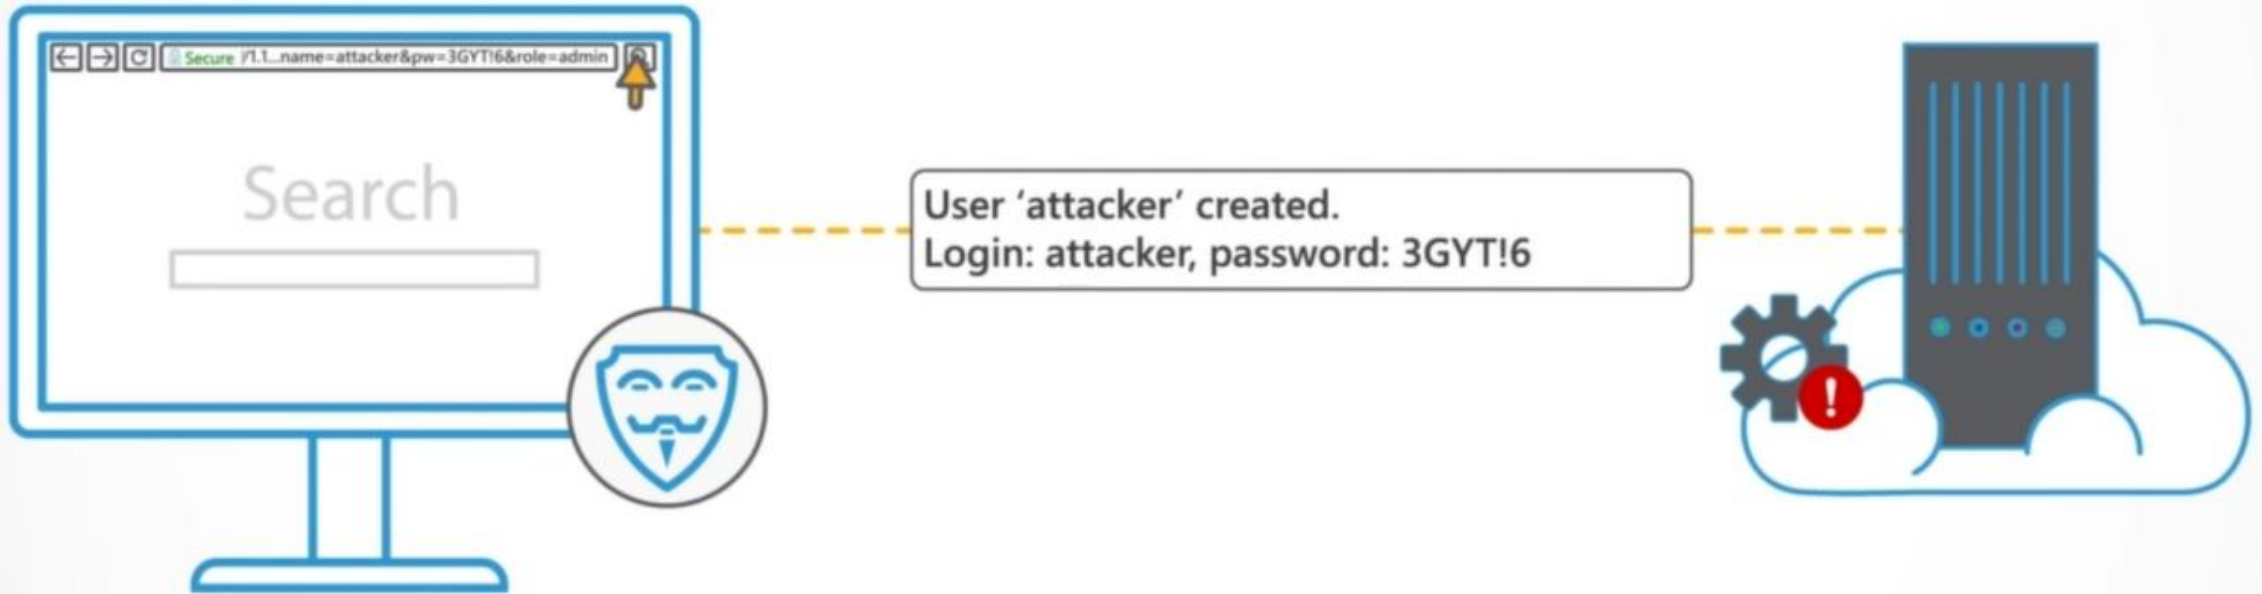 Secure /1.1...name=attacker&pw=3GYT!6&role=admin
Search
User ‘attacker’ created.
Login: attacker, password: 3GYT!6